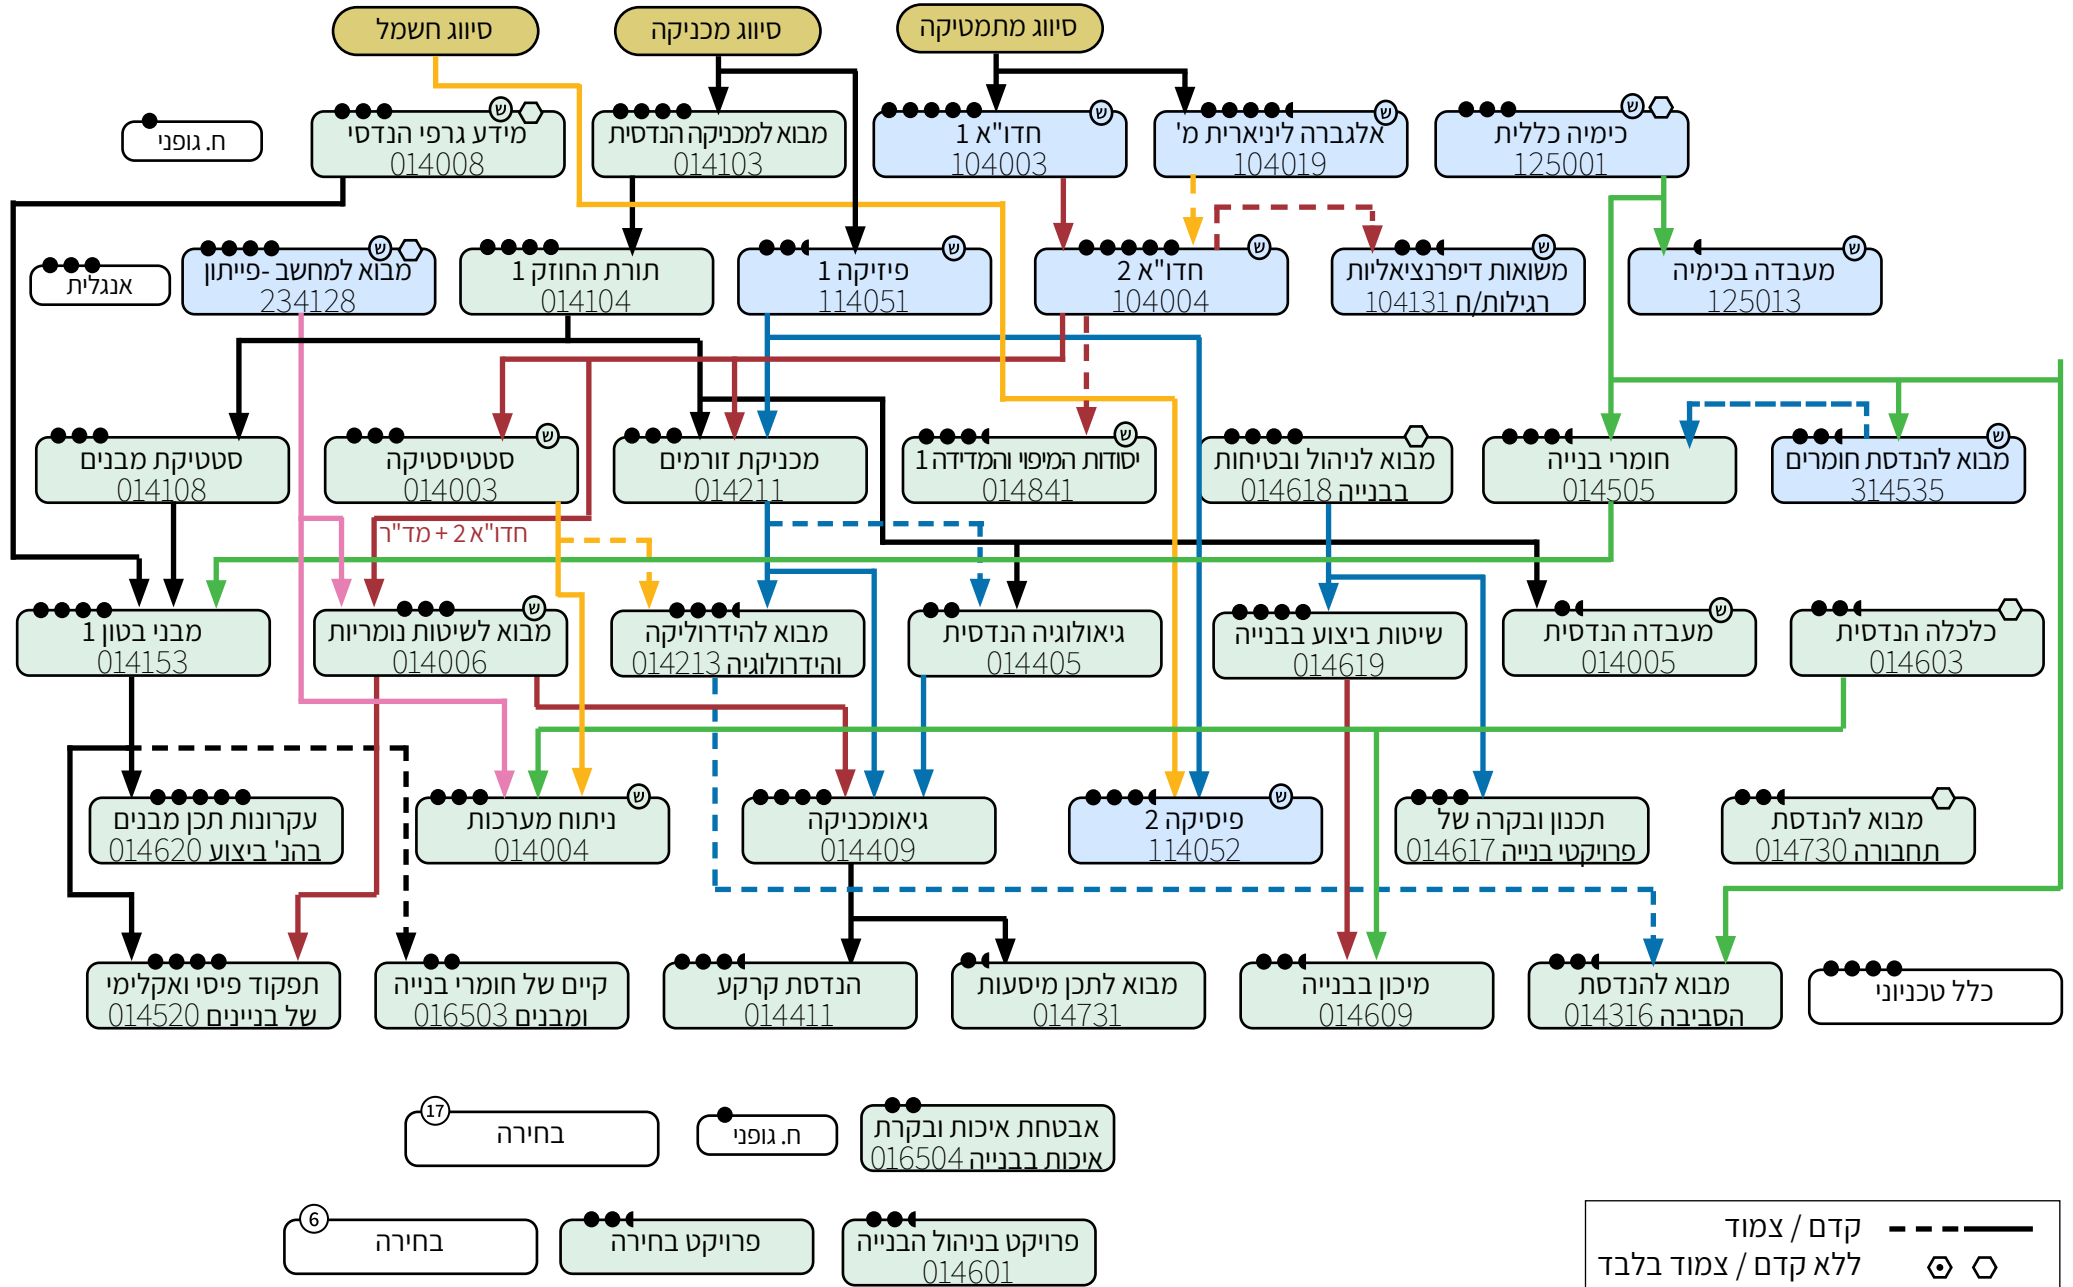 סיווג מתמטיקה
סיווג מכניקה
סיווג חשמל
כימיה כללית
125001
ש
אלגברה ליניארית מ'
104019
ש
חדו"א 1
104003
ש
מבוא למכניקה הנדסית
014103
מידע גרפי הנדסי
014008
ש
ח. גופני
מעבדה בכימיה
125013
ש
משוואות דיפרנציאליות
רגילות/ח 104131
ש
חדו"א 2
104004
ש
פיזיקה 1
114051
ש
תורת החוזק 1
014104
מבוא למחשב -פייתון
234128
ש
אנגלית
מבוא להנדסת חומרים
314535
ש
חומרי בנייה
014505
מבוא לניהול ובטיחות
בבנייה 014618
יסודות המיפוי והמדידה 1
014841
ש
מכניקת זורמים
014211
סטטיסטיקה
014003
ש
סטטיקת מבנים
014108
חדו"א 2 + מד"ר
כלכלה הנדסית
014603
מעבדה הנדסית
014005
ש
שיטות ביצוע בבנייה
014619
גיאולוגיה הנדסית
014405
מבוא להידרוליקה
והידרולוגיה 014213
מבוא לשיטות נומריות
014006
ש
מבני בטון 1
014153
מבוא להנדסת
תחבורה 014730
תכנון ובקרה של
פרויקטי בנייה 014617
פיסיקה 2
114052
ש
גיאומכניקה
014409
ניתוח מערכות
014004
ש
עקרונות תכן מבנים
בהנ' ביצוע 014620
כלל טכניוני
מבוא להנדסת
הסביבה 014316
מיכון בבנייה
014609
מבוא לתכן מיסעות
014731
הנדסת קרקע
014411
קיים של חומרי בנייה
ומבנים 016503
תפקוד פיסי ואקלימי
של בניינים 014520
אבטחת איכות ובקרת
איכות בבנייה 016504
ח. גופני
17
בחירה
פרויקט בניהול הבנייה
014601
פרויקט בחירה
6
בחירה
קדם / צמוד
ללא קדם / צמוד בלבד